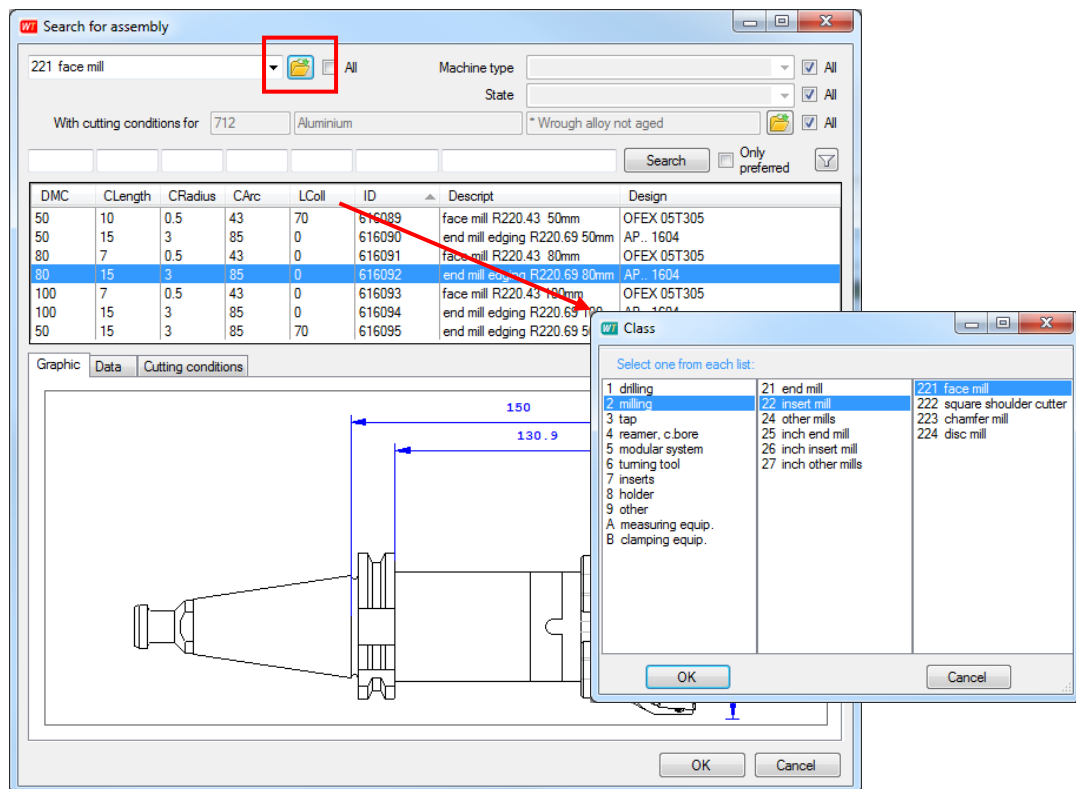 WT Search for assembly
221 face mill All Machine type All
State All
With cutting conditions for 712 Aluminium * Wrough alloy not aged All
Search Only preferred
DMC CLength CRadius CArc LColl ID Descript Design
50 10 0.5 43 70 616089 face mill R220.43 50mm OFEX 05T305
50 15 3 85 0 616090 end mill edging R220.69 50mm AP.. 1604
80 7 0.5 43 0 616091 face mill R220.43 80mm OFEX 05T305
80 15 3 85 0 616092 end mill edging R220.69 80mm AP.. 1604
100 7 0.5 43 0 616093 face mill R220.43 100mm OFEX 05T305
100 15 3 85 0 616094 end mill edging R220.69 100 AP.. 1604
50 15 3 85 70 616095 end mill edging R220.69
Graphic Data Cutting conditions
150
130.9
WT Class
Select one from each list:
1 drilling
2 milling
3 tap
4 reamer, c.bore
5 modular system
6 turning tool
7 inserts
8 holder
9 other
A measuring equip.
B clamping equip.
21 end mill
22 insert mill
24 other mills
25 inch end mill
26 inch insert mill
27 inch other mills
221 face mill
222 square shoulder cutter
223 chamfer mill
224 disc mill
OK Cancel
OK Cancel